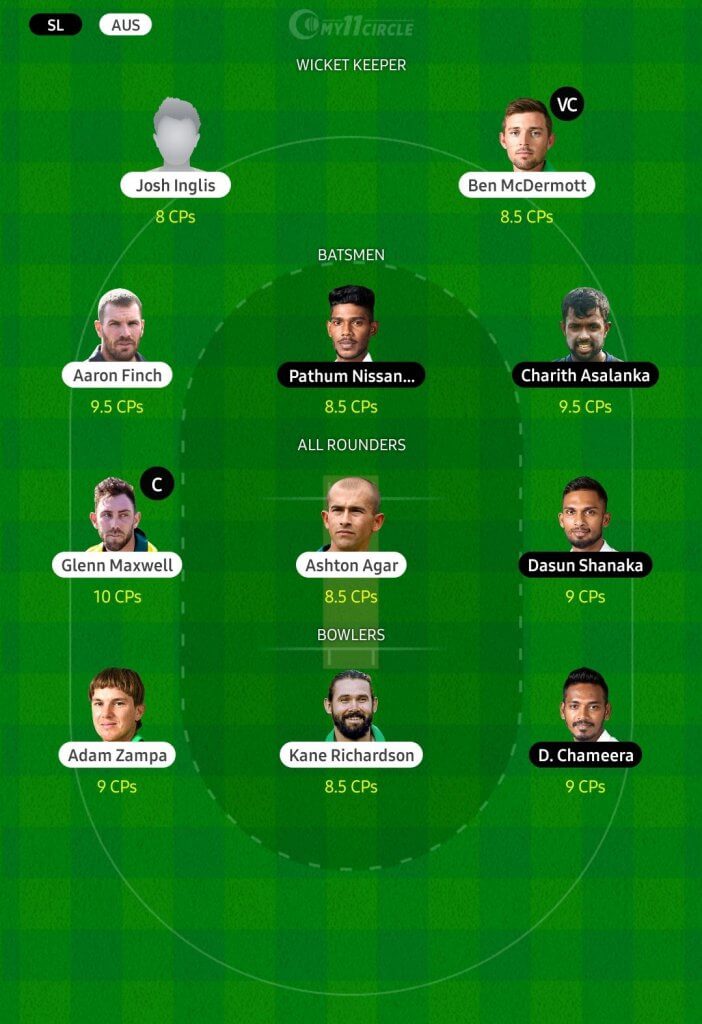 SL AUS MY11CIRCLE
WICKET KEEPER
VC
Josh Inglis Ben McDermott
8 CPs 8.5 CPs
BATSMEN
Aaron Finch Pathum Nissan... Charith Asalanka
9.5 CPs 8.5 CPs 9.5 CPs
ALL ROUNDERS
C
Glenn Maxwell Ashton Agar Dasun Shanaka
10 CPs 8.5 CPs 9 CPs
BOWLERS
Adam Zampa Kane Richardson D. Chameera
9 CPs 8.5 CPs 9 CPs